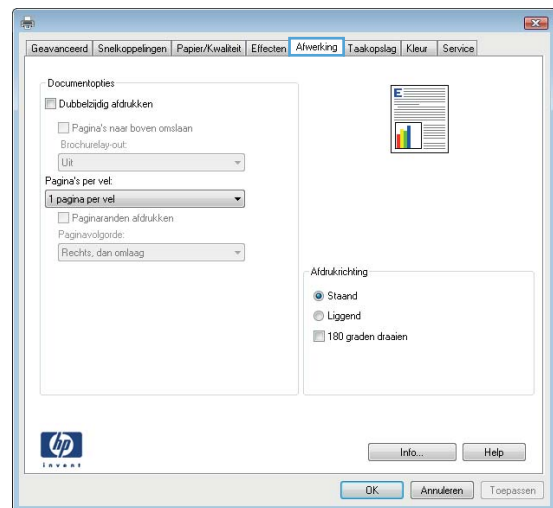 Geavanceerd Snelkoppelingen Papier/Kwaliteit Effecten Afwerking Taakopslag Kleur Service
Documentopties
Dubbelzijdig afdrukken
Pagina's naar boven omslaan
Brochurelay-out:
Uit
Pagina's per vel:
1 pagina per vel
Paginaranden afdrukken
Paginavolgorde:
Rechts, dan omlaag
E
Afdrukrichting
Staand
Liggend
180 graden draaien
hp
invent
Info... Help
OK Annuleren Toepassen